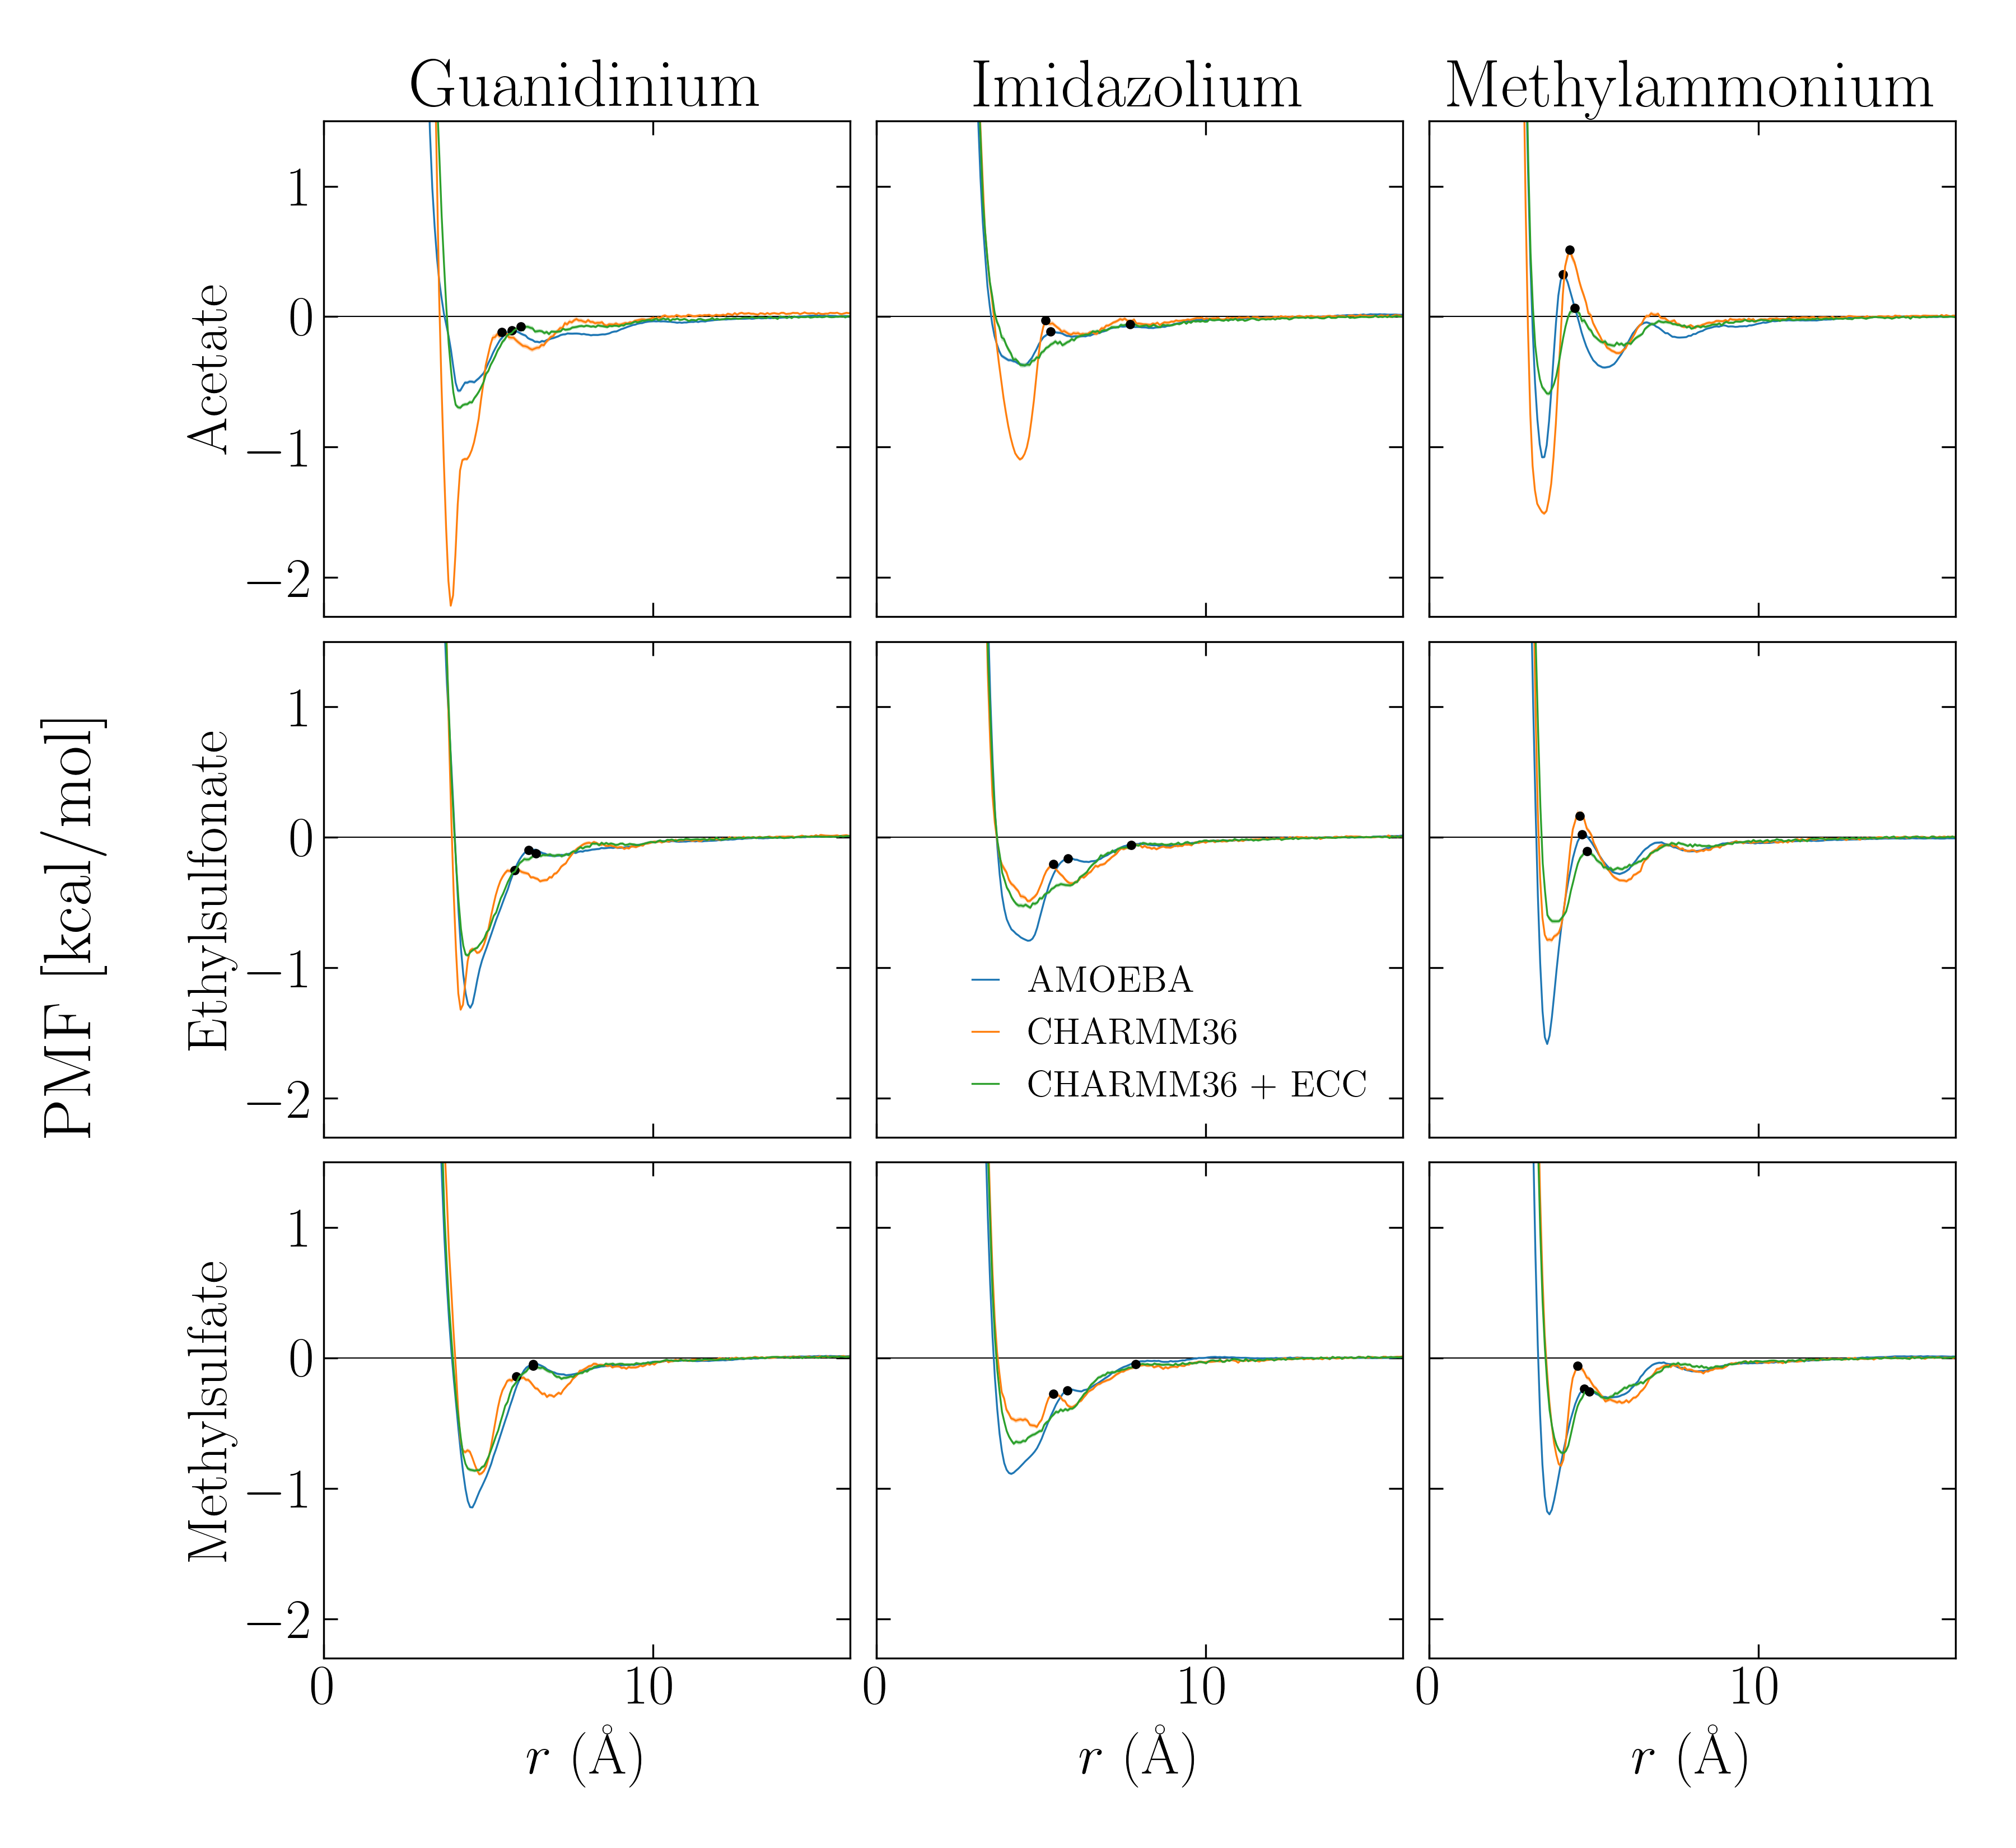 Guanidinium Imidazolium Methylammonium
PMF [kcal/mol]
Acetate
1
0
−1
−2
Ethylsulfonate
1
0
−1
−2
AMOEBA
CHARMM36
CHARMM36 + ECC
Methylsulfate
1
0
−1
−2
0 10 0 10 0 10
r (Å) r (Å) r (Å)